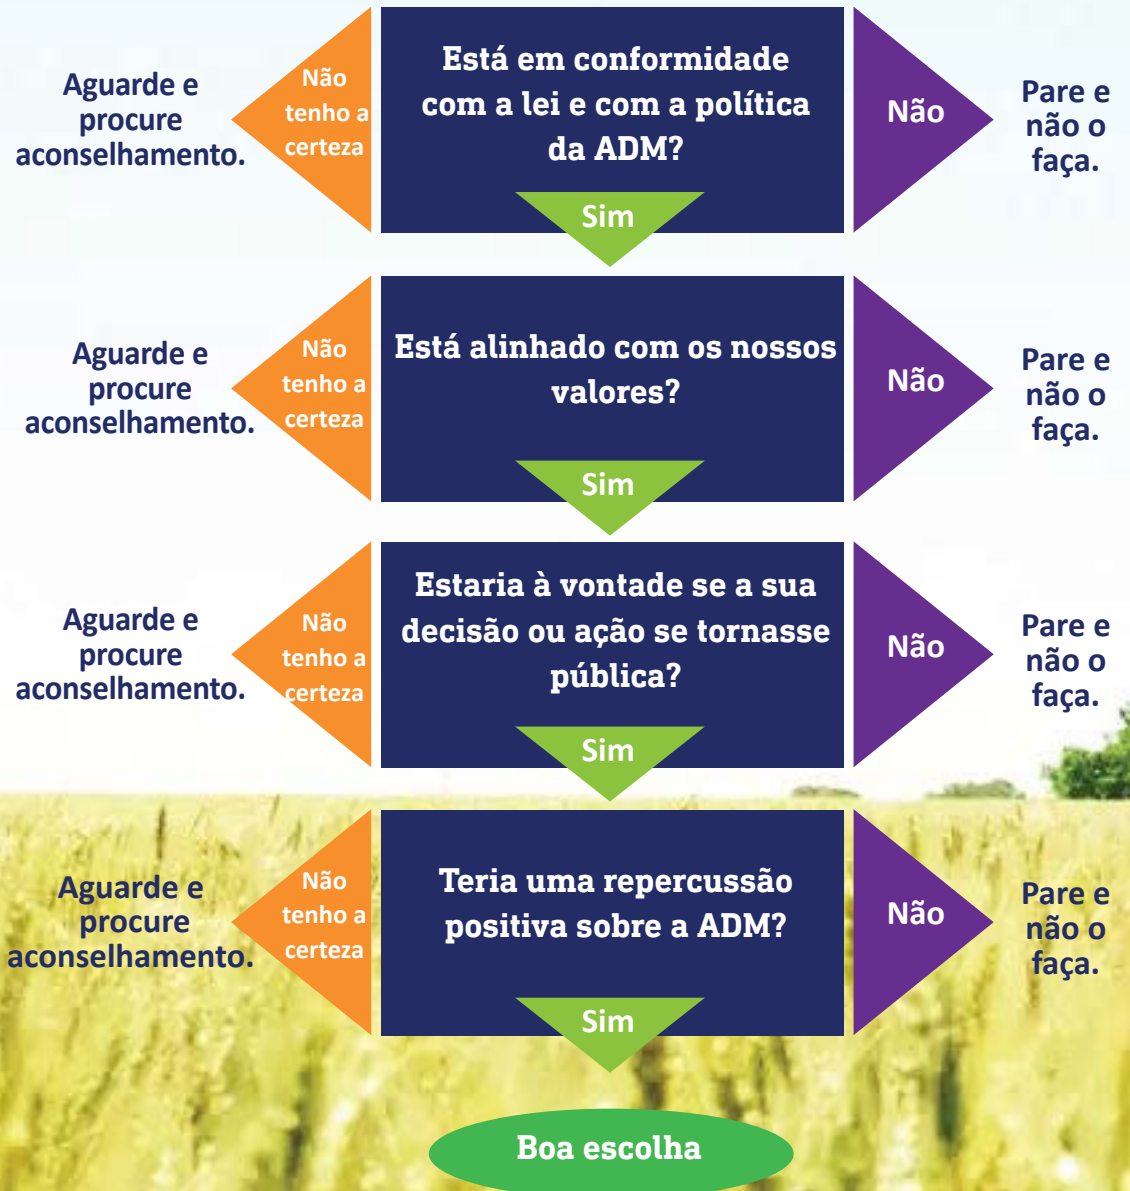 Aguarde e
procure
aconselhamento.
Não
tenho a
certeza
Está em conformidade
com a lei e com a política
da ADM?
Não
Pare e
não o
faça.
Sim
Aguarde e
procure
aconselhamento.
Não
tenho a
certeza
Está alinhado com os nossos
valores?
Não
Pare e
não o
faça.
Sim
Aguarde e
procure
aconselhamento.
Não
tenho a
certeza
Estaria à vontade se a sua
decisão ou ação se tornasse
pública?
Não
Pare e
não o
faça.
Sim
Aguarde e
procure
aconselhamento.
Não
tenho a
certeza
Teria uma repercussão
positiva sobre a ADM?
Não
Pare e
não o
faça.
Sim
Boa escolha